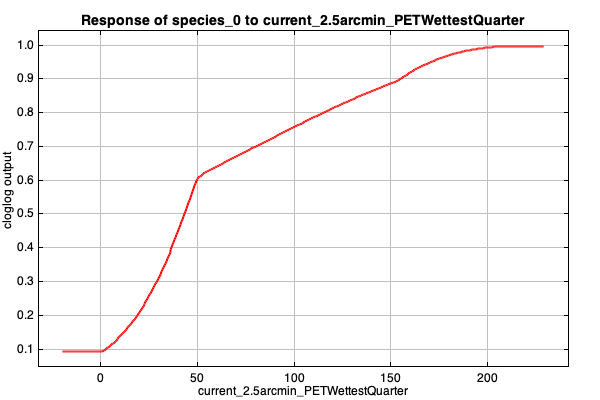 Response of species_0 to current_2.5arcmin_PETWettestQuarter
1.0
0.9
0.8
0.7
0.6
0.5
0.4
0.3
0.2
0.1
cloglog output
0 50 100 150 200
current_2.5arcmin_PETWettestQuarter